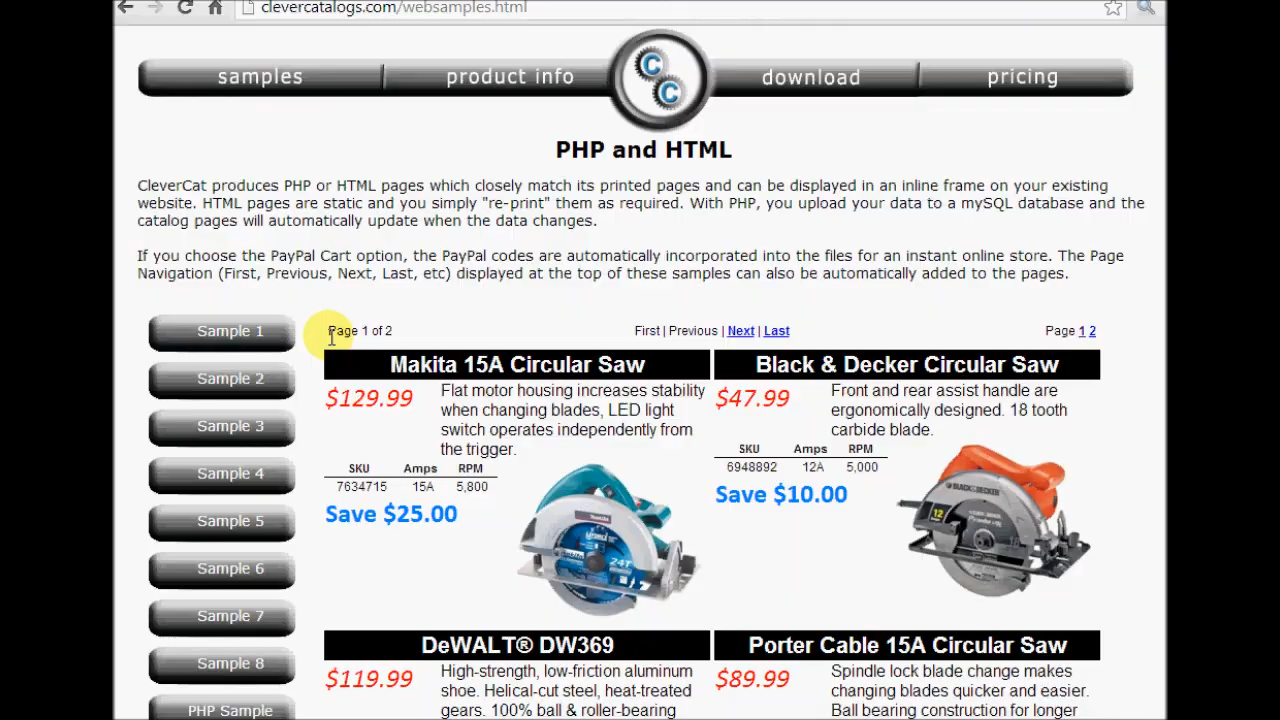 clevercatalogs.com/websamples.html
samples
product info
C
C
download
pricing
PHP and HTML
CleverCat produces PHP or HTML pages which closely match its printed pages and can be displayed in an inline frame on your existing
website. HTML pages are static and you simply "re-print" them as required. With PHP, you upload your data to a mySQL database and the
catalog pages will automatically update when the data changes.
If you choose the PayPal Cart option, the PayPal codes are automatically incorporated into the files for an instant online store. The Page
Navigation (First, Previous, Next, Last, etc) displayed at the top of these samples can also be automatically added to the pages.
Sample 1
Sample 2
Sample 3
Sample 4
Sample 5
Sample 6
Sample 7
Sample 8
PHP Sample
Page 1 of 2
First | Previous | Next | Last
Page 1 2
Makita 15A Circular Saw
$129.99
Flat motor housing increases stability
when changing blades, LED light
switch operates independently from
the trigger.
SKU Amps RPM
7634715 15A 5,800
Save $25.00
24T
Black & Decker Circular Saw
$47.99
Front and rear assist handle are
ergonomically designed. 18 tooth
carbide blade.
SKU Amps RPM
6948892 12A 5,000
Save $10.00
BLACK&DECKER
12
DeWALT® DW369
$119.99
High-strength, low-friction aluminum
shoe. Helical-cut steel, heat-treated
gears. 100% ball & roller-bearing
Porter Cable 15A Circular Saw
$89.99
Spindle lock blade change makes
changing blades quicker and easier.
Ball bearing construction for longer